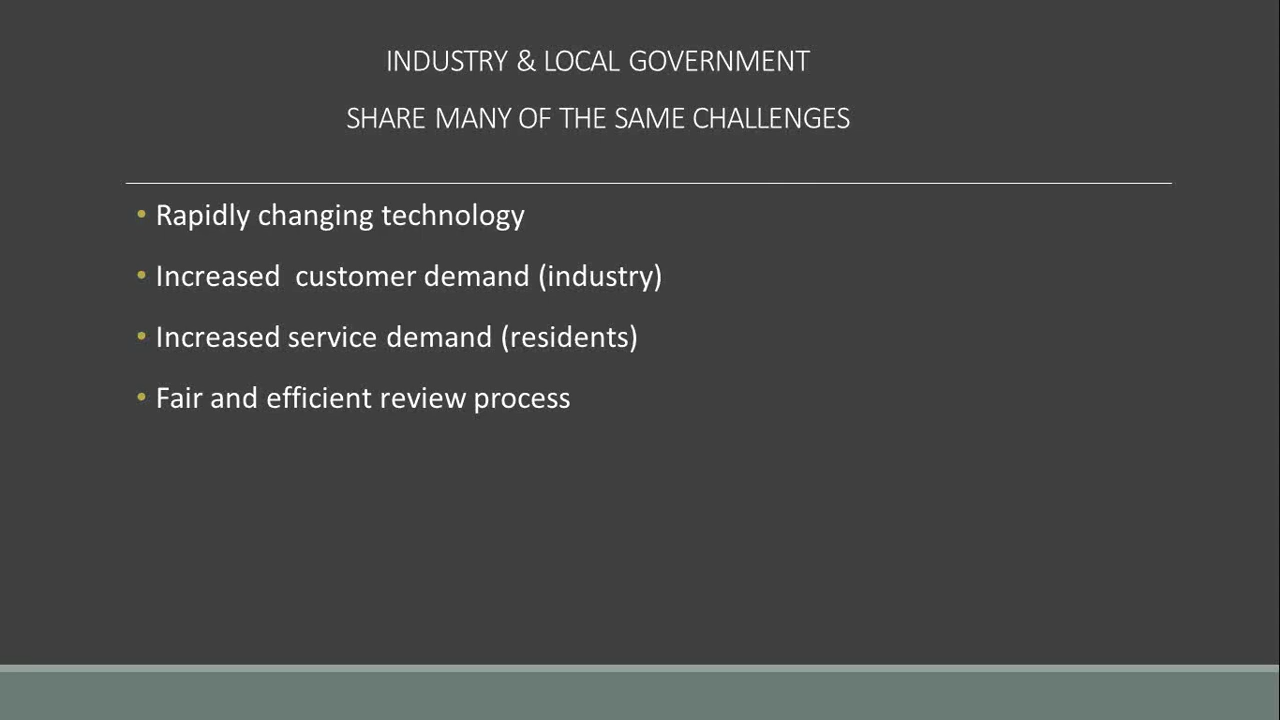 INDUSTRY & LOCAL GOVERNMENT
SHARE MANY OF THE SAME CHALLENGES
• Rapidly changing technology
• Increased  customer demand (industry)
• Increased service demand (residents)
• Fair and efficient review process